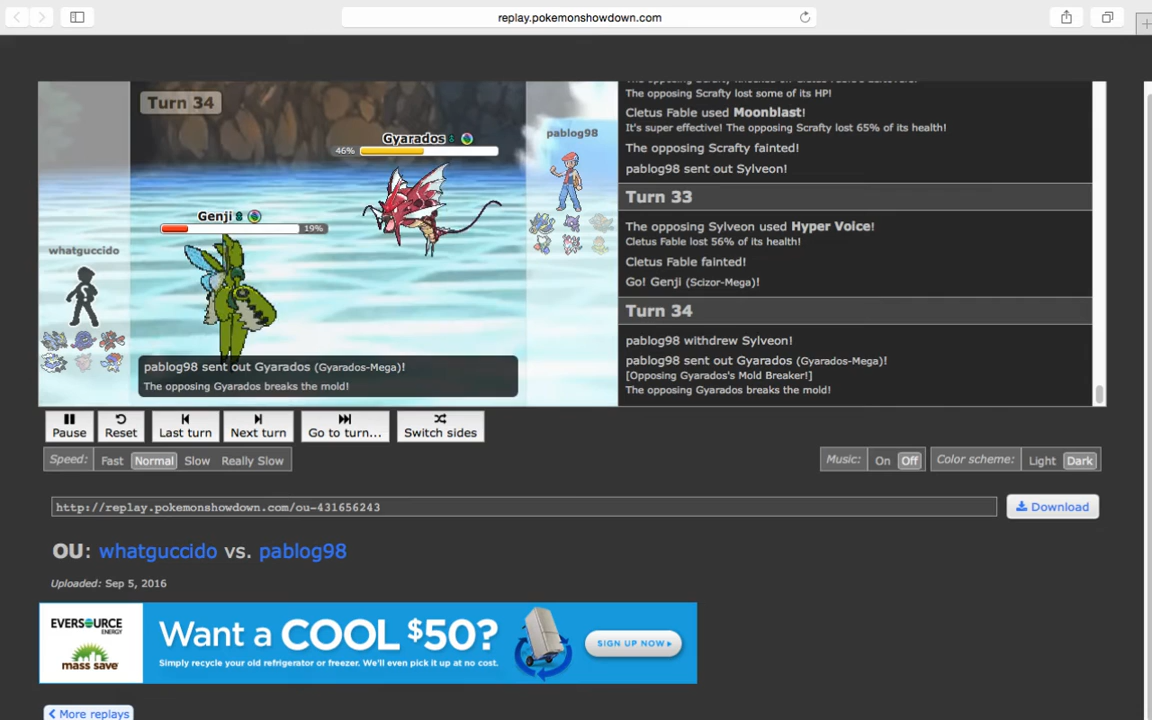 replay.pokemonshowdown.com
Turn 34
Gyarados
46%
Genji
19%
whatguccido
pablog98
pablog98 sent out Gyarados (Gyarados-Mega)!
The opposing Gyarados breaks the mold!
The opposing Scrafty lost some of its HP!
Cletus Fable used Moonblast!
It's super effective! The opposing Scrafty lost 65% of its health!
The opposing Scrafty fainted!
pablog98 sent out Sylveon!
Turn 33
The opposing Sylveon used Hyper Voice!
Cletus Fable lost 56% of its health!
Cletus Fable fainted!
Go! Genji (Scizor-Mega)!
Turn 34
pablog98 withdrew Sylveon!
pablog98 sent out Gyarados (Gyarados-Mega)!
[Opposing Gyarados's Mold Breaker!]
The opposing Gyarados breaks the mold!
Pause Reset Last turn Next turn Go to turn... Switch sides
Speed: Fast Normal Slow Really Slow Music: On Off Color scheme: Light Dark
http://replay.pokemonshowdown.com/ou-431656243 Download
OU: whatguccido vs. pablog98
Uploaded: Sep 5, 2016
EVERSOURCE
ENERGY
mass save
Want a COOL $50?
Simply recycle your old refrigerator or freezer. We'll even pick it up at no cost.
SIGN UP NOW
More replays